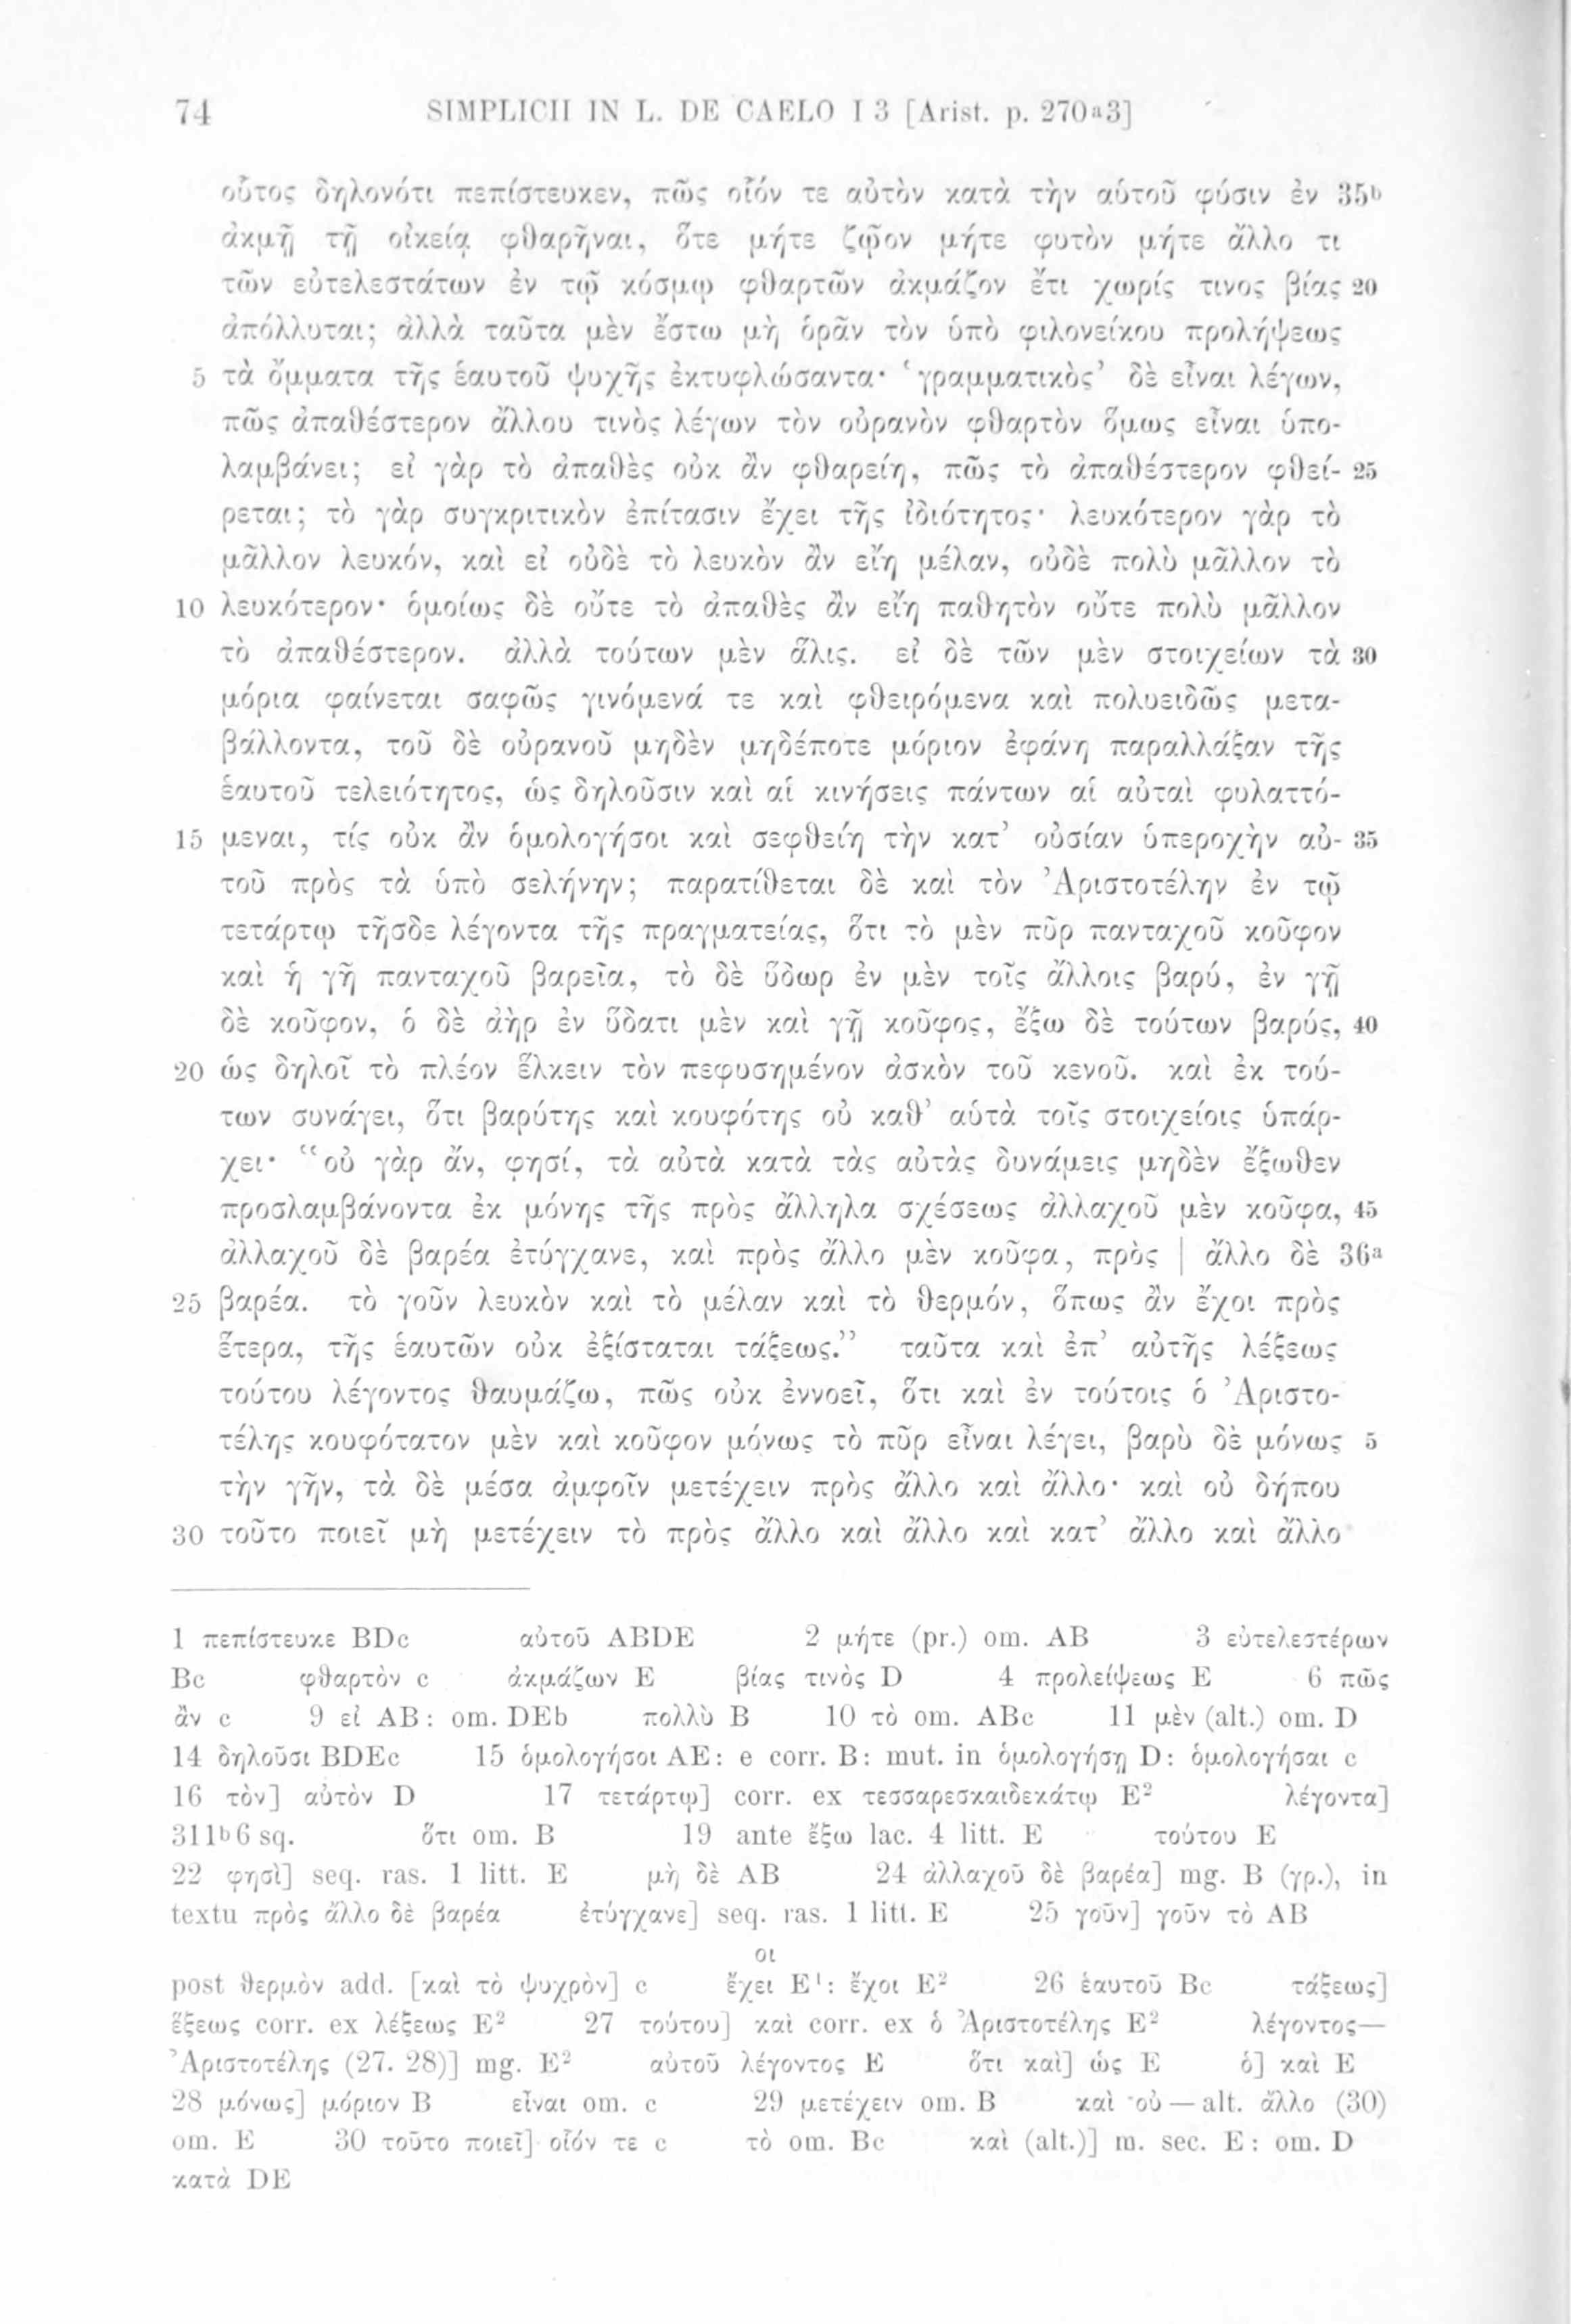 74 SIMPLICII IN L. DE CAELO I 3 [Arist. p. 270ª3]
οὗτος δηλονότι πεπίστευκεν, πῶς οἷόν τε αὐτὸν κατὰ τὴν αὑτοῦ φύσιν ἐν 35ᵇ
ἀκμῇ τῇ οἰκείᾳ φθαρῆναι, ὅτε μήτε ζῷον μήτε φυτὸν μήτε ἄλλο τι
τῶν εὐτελεστάτων ἐν τῷ κόσμῳ φθαρτῶν ἀκμάζον ἔτι χωρίς τινος βίας 20
ἀπόλλυται; ἀλλὰ ταῦτα μὲν ἔστω μὴ ὁρᾶν τὸν ὑπὸ φιλονείκου προλήψεως
5 τὰ ὄμματα τῆς ἑαυτοῦ ψυχῆς ἐκτυφλώσαντα· ‘γραμματικὸς’ δὲ εἶναι λέγων,
πῶς ἀπαθέστερον ἄλλου τινὸς λέγων τὸν οὐρανὸν φθαρτὸν ὅμως εἶναι ὑπο-
λαμβάνει; εἰ γὰρ τὸ ἀπαθὲς οὐκ ἂν φθαρείη, πῶς τὸ ἀπαθέστερον φθεί- 25
ρεται; τὸ γὰρ συγκριτικὸν ἐπίτασιν ἔχει τῆς ἰδιότητος· λευκότερον γὰρ τὸ
μᾶλλον λευκόν, καὶ εἰ οὐδὲ τὸ λευκὸν ἂν εἴη μέλαν, οὐδὲ πολὺ μᾶλλον τὸ
10 λευκότερον· ὁμοίως δὲ οὔτε τὸ ἀπαθὲς ἂν εἴη παθητὸν οὔτε πολὺ μᾶλλον
τὸ ἀπαθέστερον. ἀλλὰ τούτων μὲν ἅλις. εἰ δὲ τῶν μὲν στοιχείων τὰ 30
μόρια φαίνεται σαφῶς γινόμενά τε καὶ φθειρόμενα καὶ πολυειδῶς μετα-
βάλλοντα, τοῦ δὲ οὐρανοῦ μηδὲν μηδέποτε μόριον ἐφάνη παραλλάξαν τῆς
ἑαυτοῦ τελειότητος, ὡς δηλοῦσιν καὶ αἱ κινήσεις πάντων αἱ αὐταὶ φυλαττό-
15 μεναι, τίς οὐκ ἂν ὁμολογήσοι καὶ σεφθείη τὴν κατ’ οὐσίαν ὑπεροχὴν αὐ- 35
τοῦ πρὸς τὰ ὑπὸ σελήνην; παρατίθεται δὲ καὶ τὸν Ἀριστοτέλην ἐν τῷ
τετάρτῳ τῆσδε λέγοντα τῆς πραγματείας, ὅτι τὸ μὲν πῦρ πανταχοῦ κοῦφον
καὶ ἡ γῆ πανταχοῦ βαρεῖα, τὸ δὲ ὕδωρ ἐν μὲν τοῖς ἄλλοις βαρύ, ἐν γῇ
δὲ κοῦφον, ὁ δὲ ἀὴρ ἐν ὕδατι μὲν καὶ γῇ κοῦφος, ἔξω δὲ τούτων βαρύς, 40
20 ὡς δηλοῖ τὸ πλέον ἕλκειν τὸν πεφυσημένον ἀσκὸν τοῦ κενοῦ. καὶ ἐκ τού-
των συνάγει, ὅτι βαρύτης καὶ κουφότης οὐ καθ’ αὑτὰ τοῖς στοιχείοις ὑπάρ-
χει· “οὐ γὰρ ἄν, φησί, τὰ αὐτὰ κατὰ τὰς αὐτὰς δυνάμεις μηδὲν ἔξωθεν
προσλαμβάνοντα ἐκ μόνης τῆς πρὸς ἄλληλα σχέσεως ἀλλαχοῦ μὲν κοῦφα, 45
ἀλλαχοῦ δὲ βαρέα ἐτύγχανε, καὶ πρὸς ἄλλο μὲν κοῦφα, πρὸς | ἄλλο δὲ 36ª
25 βαρέα. τὸ γοῦν λευκὸν καὶ τὸ μέλαν καὶ τὸ θερμόν, ὅπως ἂν ἔχοι πρὸς
ἕτερα, τῆς ἑαυτῶν οὐκ ἐξίσταται τάξεως.” ταῦτα καὶ ἐπ’ αὐτῆς λέξεως
τούτου λέγοντος θαυμάζω, πῶς οὐκ ἐννοεῖ, ὅτι καὶ ἐν τούτοις ὁ Ἀριστο-
τέλης κουφότατον μὲν καὶ κοῦφον μόνως τὸ πῦρ εἶναι λέγει, βαρὺ δὲ μόνως 5
τὴν γῆν, τὰ δὲ μέσα ἀμφοῖν μετέχειν πρὸς ἄλλο καὶ ἄλλο· καὶ οὐ δήπου
30 τοῦτο ποιεῖ μὴ μετέχειν τὸ πρὸς ἄλλο καὶ ἄλλο καὶ κατ’ ἄλλο καὶ ἄλλο
1 πεπίστευκε BDc αὐτοῦ ABDE 2 μήτε (pr.) om. AB 3 εὐτελεστέρων
Bc φθαρτὸν c ἀκμάζων E βίας τινὸς D 4 προλείψεως E 6 πῶς
ἂν c 9 εἰ AB: om. DEb πολλὺ B 10 τὸ om. ABc 11 μὲν (alt.) om. D
14 δηλοῦσι BDEc 15 ὁμολογήσοι AE: e corr. B: mut. in ὁμολογήσῃ D: ὁμολογήσαι c
16 τὸν] αὐτὸν D 17 τετάρτῳ] corr. ex τεσσαρεσκαιδεκάτῳ E² λέγοντα]
311ᵇ6 sq. ὅτι om. B 19 ante ἔξω lac. 4 litt. E τούτου E
22 φησὶ] seq. ras. 1 litt. E μὴ δὲ AB 24 ἀλλαχοῦ δὲ βαρέα] mg. B (γρ.), in
textu πρὸς ἄλλο δὲ βαρέα ἐτύγχανε] seq. ras. 1 litt. E 25 γοῦν] γοῦν τὸ AB
οι
post θερμὸν add. [καὶ τὸ ψυχρὸν] c ἔχει E¹: ἔχοι E² 26 ἑαυτοῦ Bc τάξεως]
ἕξεως corr. ex λέξεως E² 27 τούτου] καὶ corr. ex ὁ Ἀριστοτέλης E² λέγοντος—
Ἀριστοτέλης (27. 28)] mg. E² αὐτοῦ λέγοντος E ὅτι καὶ] ὡς E ὁ] καὶ E
28 μόνως] μόριον B εἶναι om. c 29 μετέχειν om. B καὶ οὐ — alt. ἄλλο (30)
om. E 30 τοῦτο ποιεῖ] οἷόν τε c τὸ om. Bc καὶ (alt.)] m. sec. E: om. D
κατὰ DE